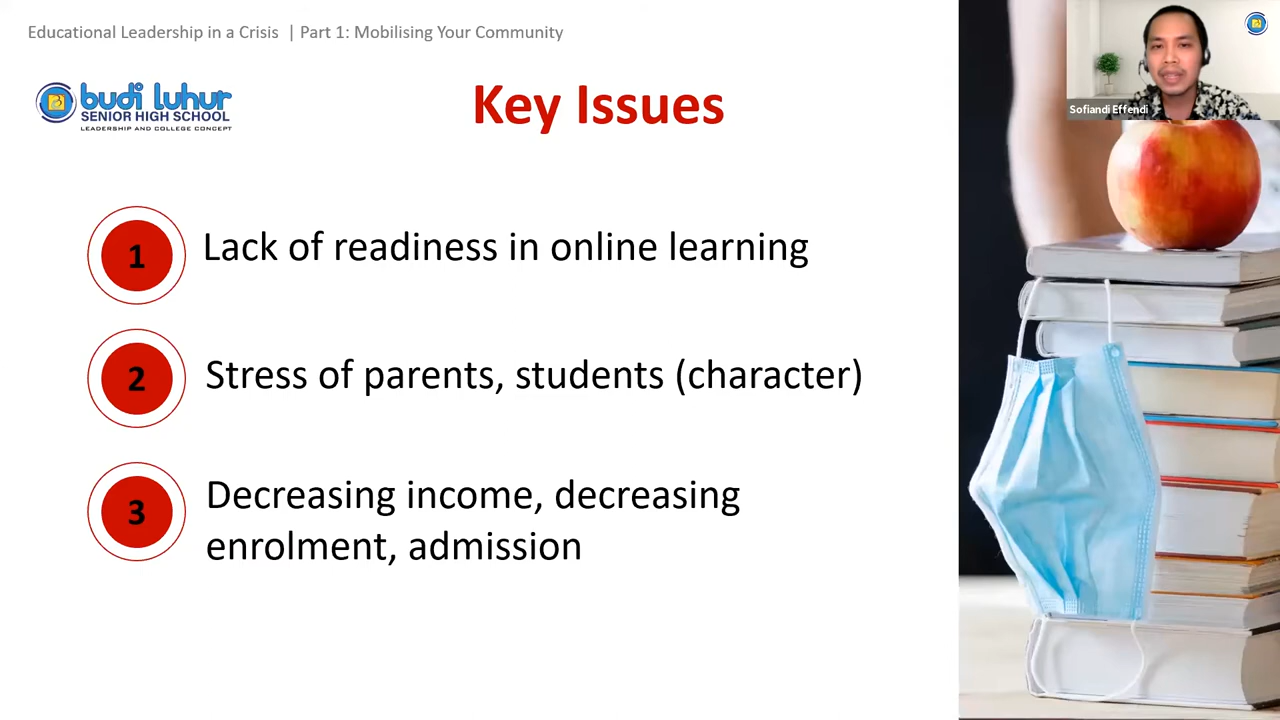 Educational Leadership in a Crisis | Part 1: Mobilising Your Community
budi luhur
SENIOR HIGH SCHOOL
LEADERSHIP AND COLLEGE CONCEPT
Key Issues
Sofiandi Effendi
1
Lack of readiness in online learning
2
Stress of parents, students (character)
3
Decreasing income, decreasing
enrolment, admission